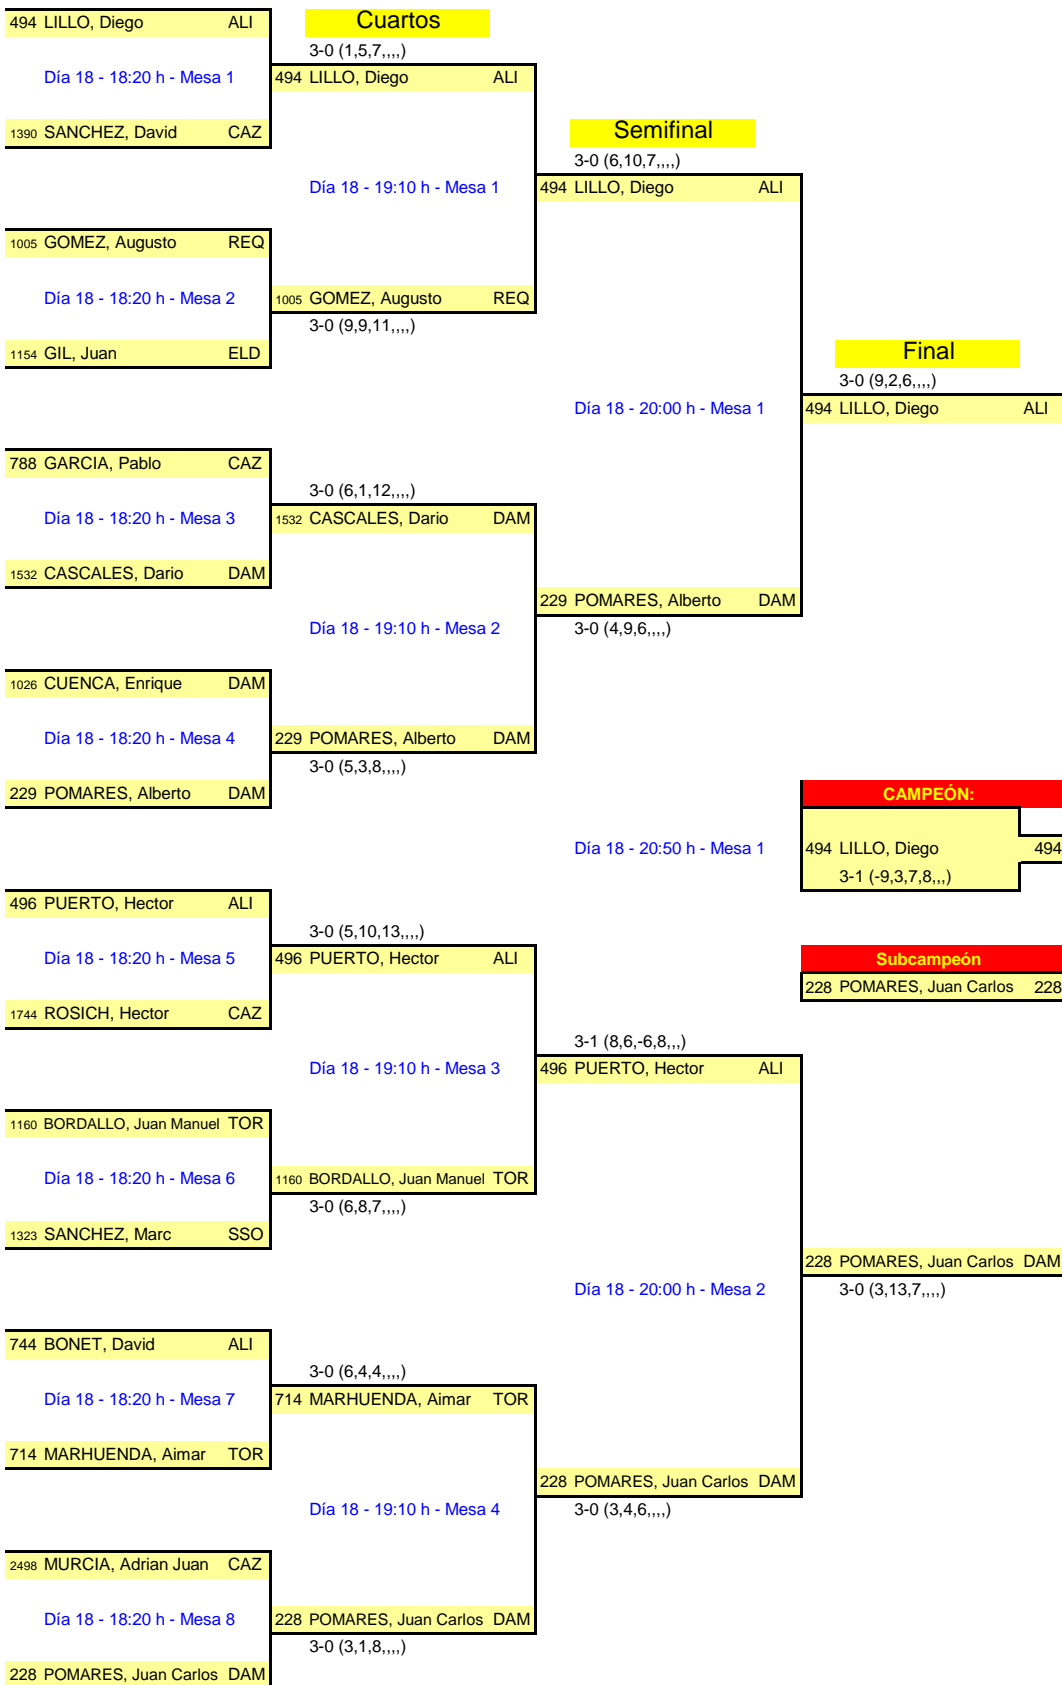 494 LILLO, Diego ALI
Cuartos
3-0 (1,5,7,,,,)
Día 18 - 18:20 h - Mesa 1
494 LILLO, Diego ALI
1390 SANCHEZ, David CAZ
Semifinal
3-0 (6,10,7,,,,)
Día 18 - 19:10 h - Mesa 1
494 LILLO, Diego ALI
1005 GOMEZ, Augusto REQ
Día 18 - 18:20 h - Mesa 2
1005 GOMEZ, Augusto REQ
3-0 (9,9,11,,,,)
1154 GIL, Juan ELD
Final
3-0 (9,2,6,,,,)
Día 18 - 20:00 h - Mesa 1
494 LILLO, Diego ALI
788 GARCIA, Pablo CAZ
3-0 (6,1,12,,,,)
Día 18 - 18:20 h - Mesa 3
1532 CASCALES, Dario DAM
1532 CASCALES, Dario DAM
229 POMARES, Alberto DAM
Día 18 - 19:10 h - Mesa 2
3-0 (4,9,6,,,,)
1026 CUENCA, Enrique DAM
Día 18 - 18:20 h - Mesa 4
229 POMARES, Alberto DAM
3-0 (5,3,8,,,,)
229 POMARES, Alberto DAM
CAMPEÓN:
Día 18 - 20:50 h - Mesa 1
494 LILLO, Diego 494
3-1 (-9,3,7,8,,,)
496 PUERTO, Hector ALI
3-0 (5,10,13,,,,)
Día 18 - 18:20 h - Mesa 5
496 PUERTO, Hector ALI
Subcampeón
228 POMARES, Juan Carlos 228
1744 ROSICH, Hector CAZ
3-1 (8,6,-6,8,,,)
Día 18 - 19:10 h - Mesa 3
496 PUERTO, Hector ALI
1160 BORDALLO, Juan Manuel TOR
Día 18 - 18:20 h - Mesa 6
1160 BORDALLO, Juan Manuel TOR
3-0 (6,8,7,,,,)
1323 SANCHEZ, Marc SSO
228 POMARES, Juan Carlos DAM
Día 18 - 20:00 h - Mesa 2
3-0 (3,13,7,,,,)
744 BONET, David ALI
3-0 (6,4,4,,,,)
Día 18 - 18:20 h - Mesa 7
714 MARHUENDA, Aimar TOR
714 MARHUENDA, Aimar TOR
228 POMARES, Juan Carlos DAM
Día 18 - 19:10 h - Mesa 4
3-0 (3,4,6,,,,)
2498 MURCIA, Adrian Juan CAZ
Día 18 - 18:20 h - Mesa 8
228 POMARES, Juan Carlos DAM
3-0 (3,1,8,,,,)
228 POMARES, Juan Carlos DAM